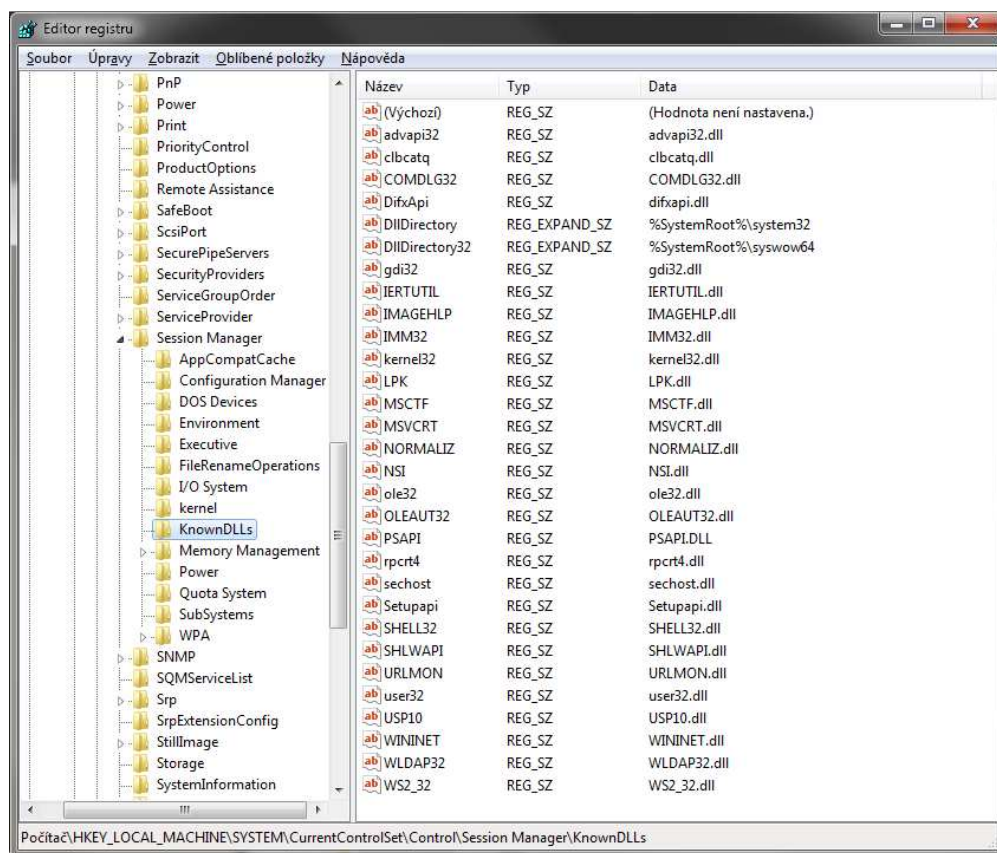 Editor registru
Soubor Úpravy Zobrazit Oblíbené položky Nápověda
PnP
Power
Print
PriorityControl
ProductOptions
Remote Assistance
SafeBoot
ScsiPort
SecurePipeServers
SecurityProviders
ServiceGroupOrder
ServiceProvider
Session Manager
AppCompatCache
Configuration Manager
DOS Devices
Environment
Executive
FileRenameOperations
I/O System
kernel
KnownDLLs
Memory Management
Power
Quota System
SubSystems
WPA
SNMP
SQMServiceList
Srp
SrpExtensionConfig
StillImage
Storage
SystemInformation
Název Typ Data
(Výchozí) REG_SZ (Hodnota není nastavena.)
advapi32 REG_SZ advapi32.dll
clbcatq REG_SZ clbcatq.dll
COMDLG32 REG_SZ COMDLG32.dll
DifxApi REG_SZ difxapi.dll
DllDirectory REG_EXPAND_SZ %SystemRoot%\system32
DllDirectory32 REG_EXPAND_SZ %SystemRoot%\syswow64
gdi32 REG_SZ gdi32.dll
IERTUTIL REG_SZ IERTUTIL.dll
IMAGEHLP REG_SZ IMAGEHLP.dll
IMM32 REG_SZ IMM32.dll
kernel32 REG_SZ kernel32.dll
LPK REG_SZ LPK.dll
MSCTF REG_SZ MSCTF.dll
MSVCRT REG_SZ MSVCRT.dll
NORMALIZ REG_SZ NORMALIZ.dll
NSI REG_SZ NSI.dll
ole32 REG_SZ ole32.dll
OLEAUT32 REG_SZ OLEAUT32.dll
PSAPI REG_SZ PSAPI.DLL
rpcrt4 REG_SZ rpcrt4.dll
sechost REG_SZ sechost.dll
Setupapi REG_SZ Setupapi.dll
SHELL32 REG_SZ SHELL32.dll
SHLWAPI REG_SZ SHLWAPI.dll
URLMON REG_SZ URLMON.dll
user32 REG_SZ user32.dll
USP10 REG_SZ USP10.dll
WININET REG_SZ WININET.dll
WLDAP32 REG_SZ WLDAP32.dll
WS2_32 REG_SZ WS2_32.dll
Počítač\HKEY_LOCAL_MACHINE\SYSTEM\CurrentControlSet\Control\Session Manager\KnownDLLs